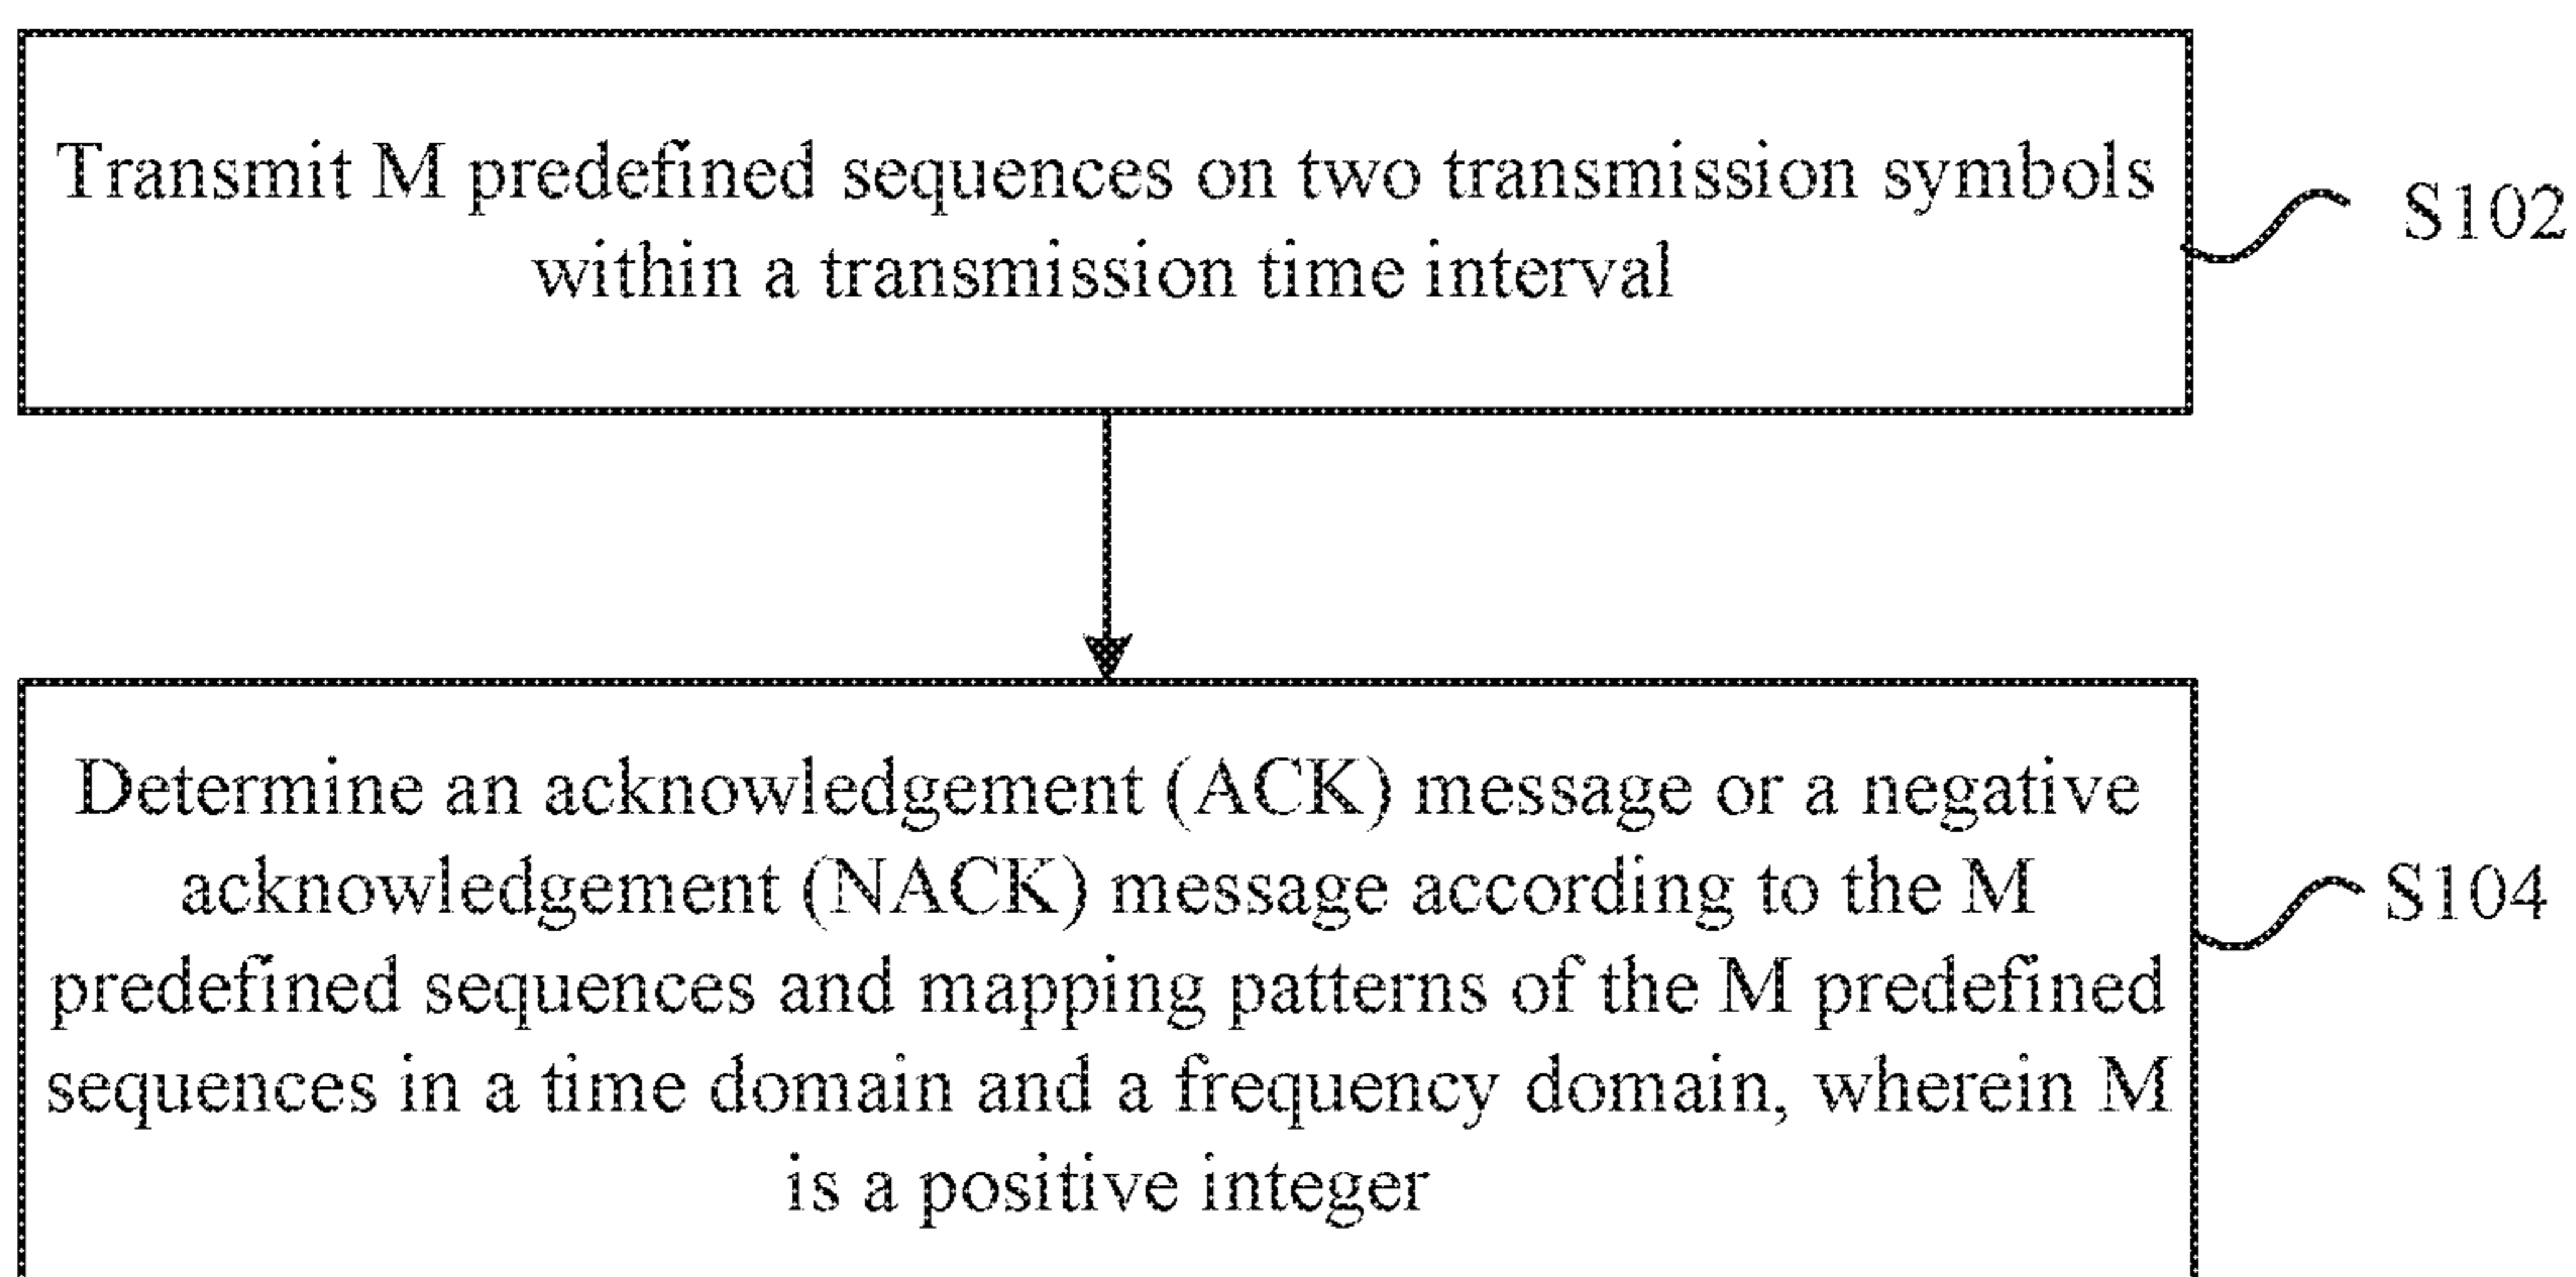 Transmit M predefined sequences on two transmission symbols
within a transmission time interval
S102
Determine an acknowledgement (ACK) message or a negative
acknowledgement (NACK) message according to the M
predefined sequences and mapping patterns of the M predefined
sequences in a time domain and a frequency domain, wherein M
is a positive integer
S104